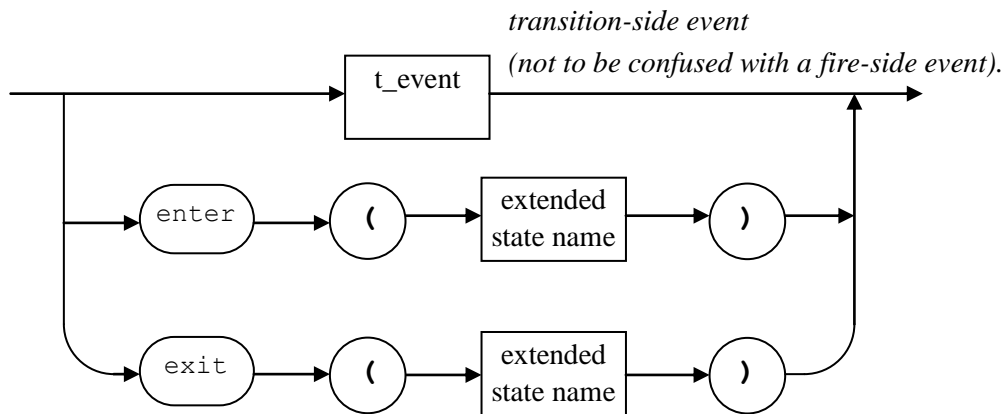 transition-side event
(not to be confused with a fire-side event).
t_event
enter ( extended state name )
exit ( extended state name )